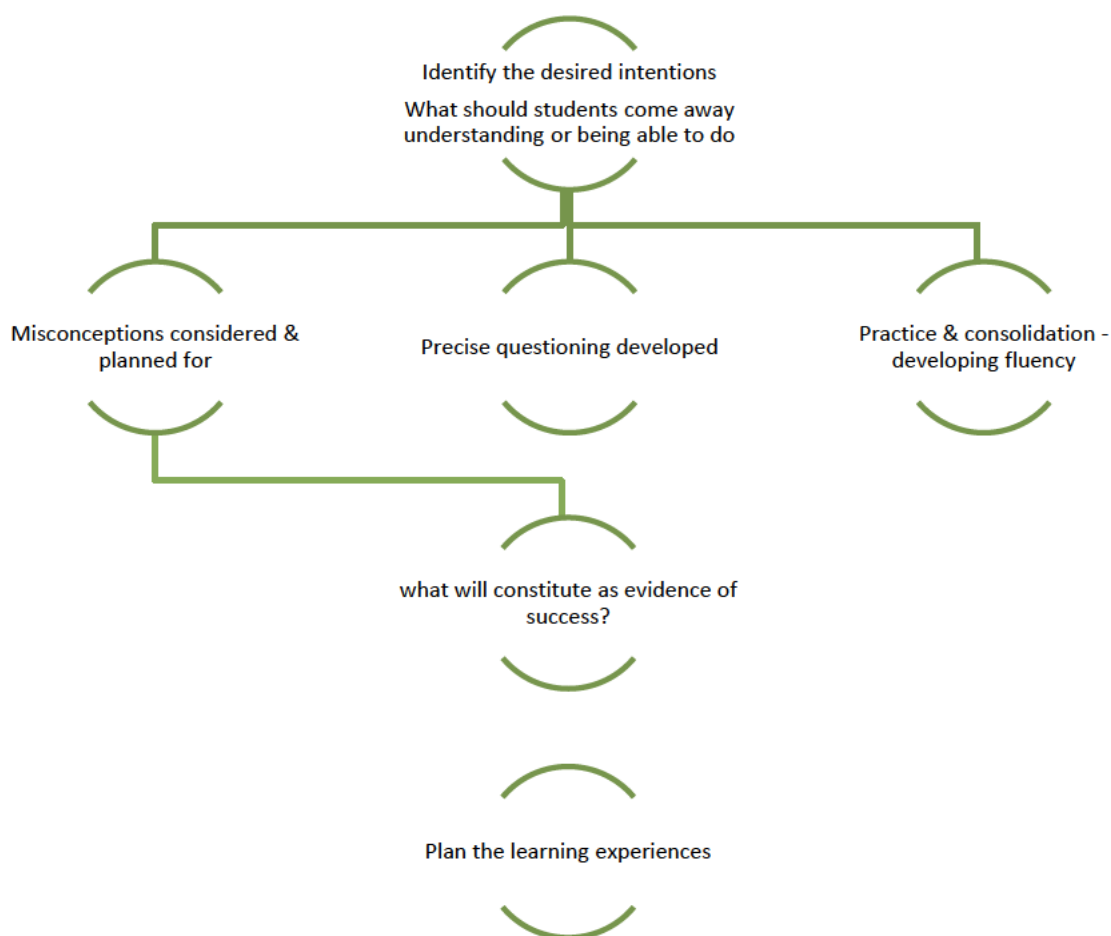 Identify the desired intentions
What should students come away
understanding or being able to do
Misconceptions considered &
planned for
Precise questioning developed
Practice & consolidation -
developing fluency
what will constitute as evidence of
success?
Plan the learning experiences